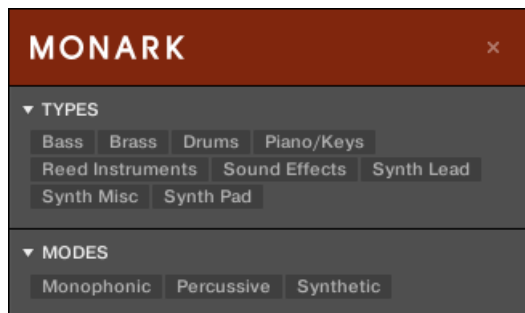 MONARK ×
TYPES
Bass Brass Drums Piano/Keys
Reed Instruments Sound Effects Synth Lead
Synth Misc Synth Pad
MODES
Monophonic Percussive Synthetic